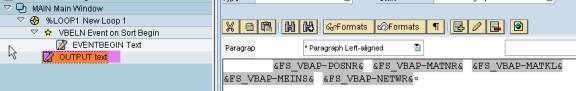 MAIN Main Window
%LOOP1 New Loop 1
VBELN Event on Sort Begin
EVENTBEGIN Text
OUTPUT text
Formats Formats
Paragrap * Paragraph Left-aligned
&FS_VBAP-POSNR& &FS_VBAP-MATNR& &FS_VBAP-MATKL&
&FS_VBAP-MEINS& &FS_VBAP-NETWR&